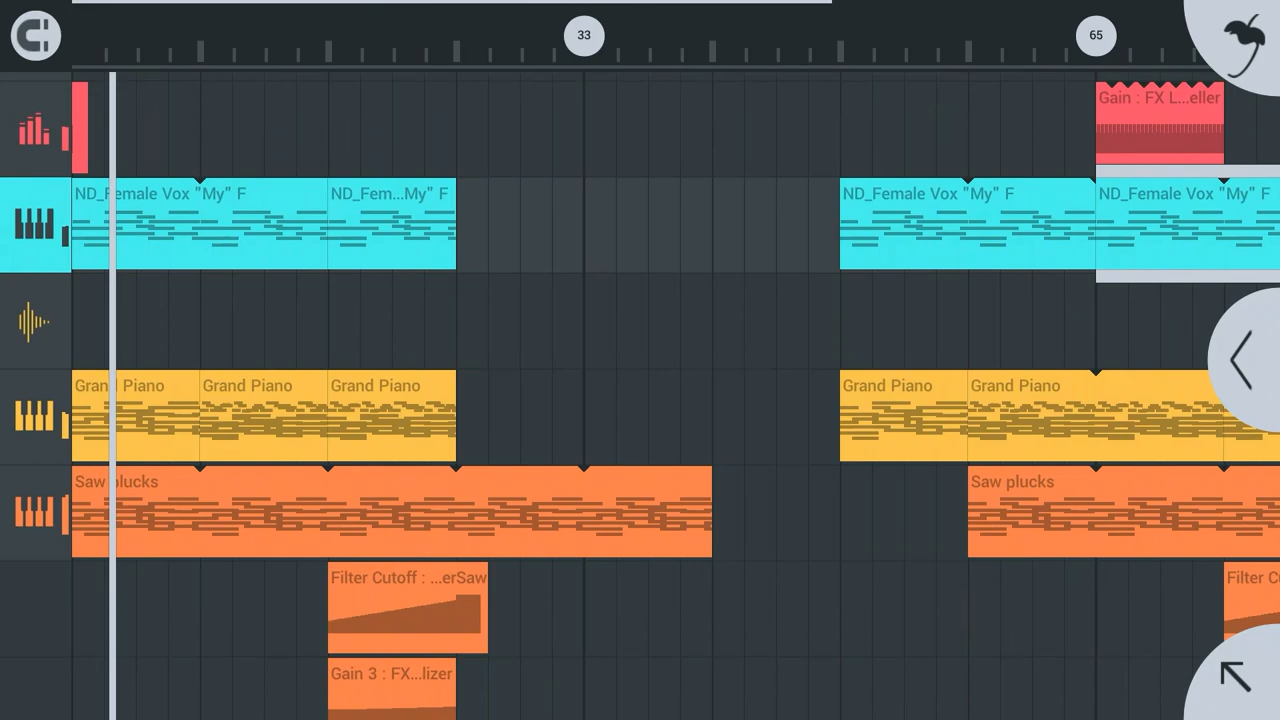 33
65
Gain : FX L...eller
ND_Female Vox "My" F
ND_Fem...My" F
ND_Female Vox "My" F
ND_Female Vox "My" F
Grand Piano
Grand Piano
Grand Piano
Grand Piano
Grand Piano
Saw plucks
Saw plucks
Filter Cutoff : ...erSaw
Filter C
Gain 3 : FX...lizer